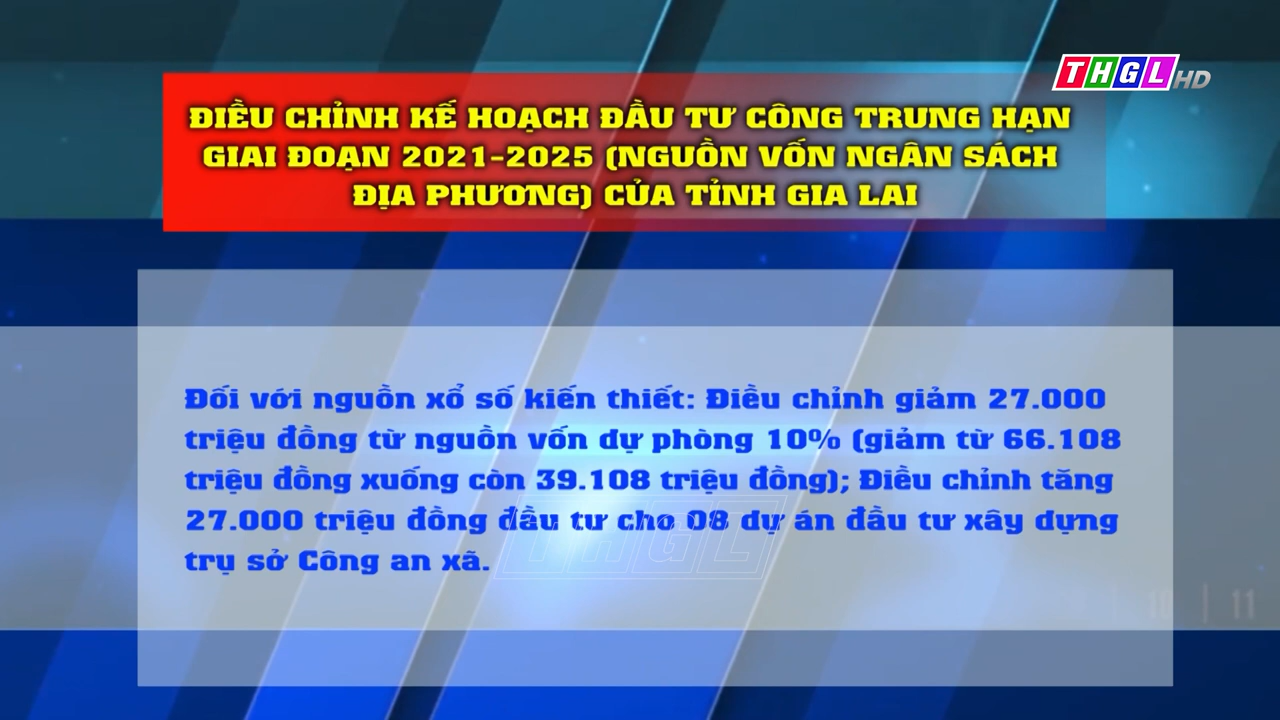 THGL HD
ĐIỀU CHỈNH KẾ HOẠCH ĐẦU TƯ CÔNG TRUNG HẠN
GIAI ĐOẠN 2021-2025 (NGUỒN VỐN NGÂN SÁCH
ĐỊA PHƯƠNG) CỦA TỈNH GIA LAI
Đối với nguồn xổ số kiến thiết: Điều chỉnh giảm 27.000
triệu đồng từ nguồn vốn dự phòng 10% (giảm từ 66.108
triệu đồng xuống còn 39.108 triệu đồng); Điều chỉnh tăng
27.000 triệu đồng đầu tư cho 08 dự án đầu tư xây dựng
trụ sở Công an xã.
THGL
10 | 11